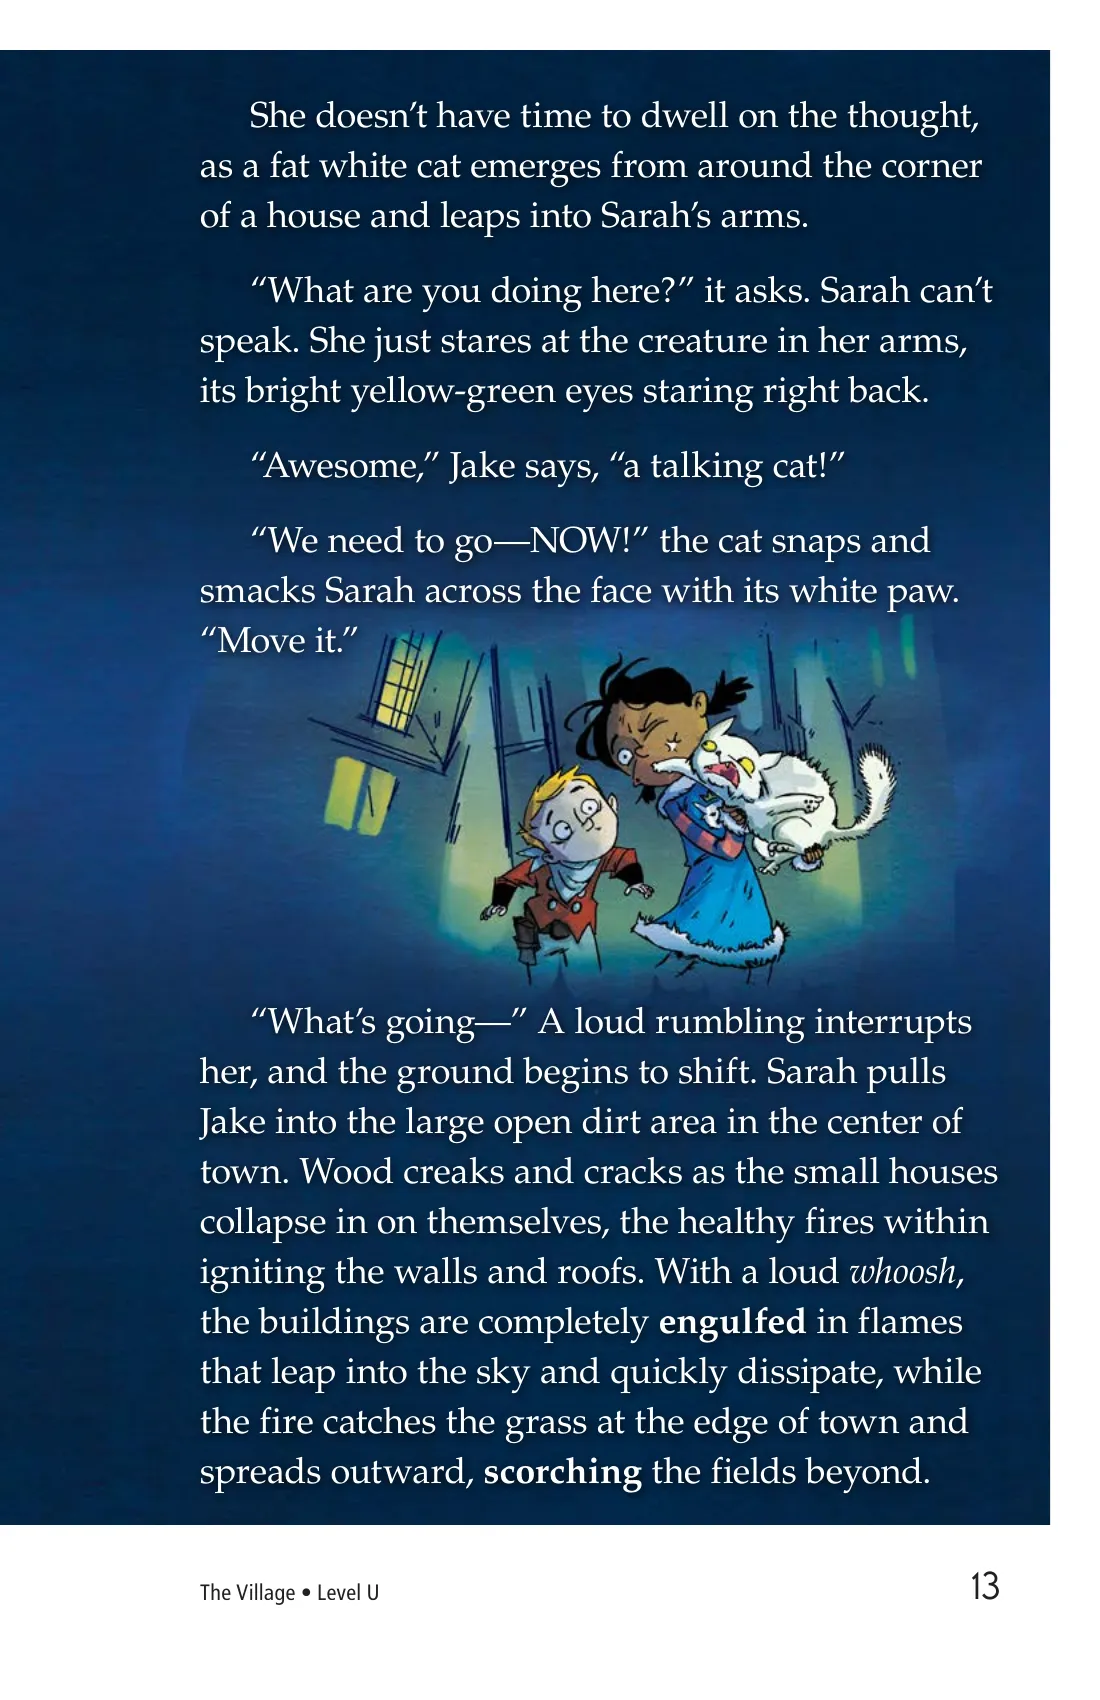 She doesn’t have time to dwell on the thought,
as a fat white cat emerges from around the corner
of a house and leaps into Sarah’s arms.
“What are you doing here?” it asks. Sarah can’t
speak. She just stares at the creature in her arms,
its bright yellow-green eyes staring right back.
“Awesome,” Jake says, “a talking cat!”
“We need to go—NOW!” the cat snaps and
smacks Sarah across the face with its white paw.
“Move it.”
“What’s going—” A loud rumbling interrupts
her, and the ground begins to shift. Sarah pulls
Jake into the large open dirt area in the center of
town. Wood creaks and cracks as the small houses
collapse in on themselves, the healthy fires within
igniting the walls and roofs. With a loud whoosh,
the buildings are completely engulfed in flames
that leap into the sky and quickly dissipate, while
the fire catches the grass at the edge of town and
spreads outward, scorching the fields beyond.
The Village • Level U
13